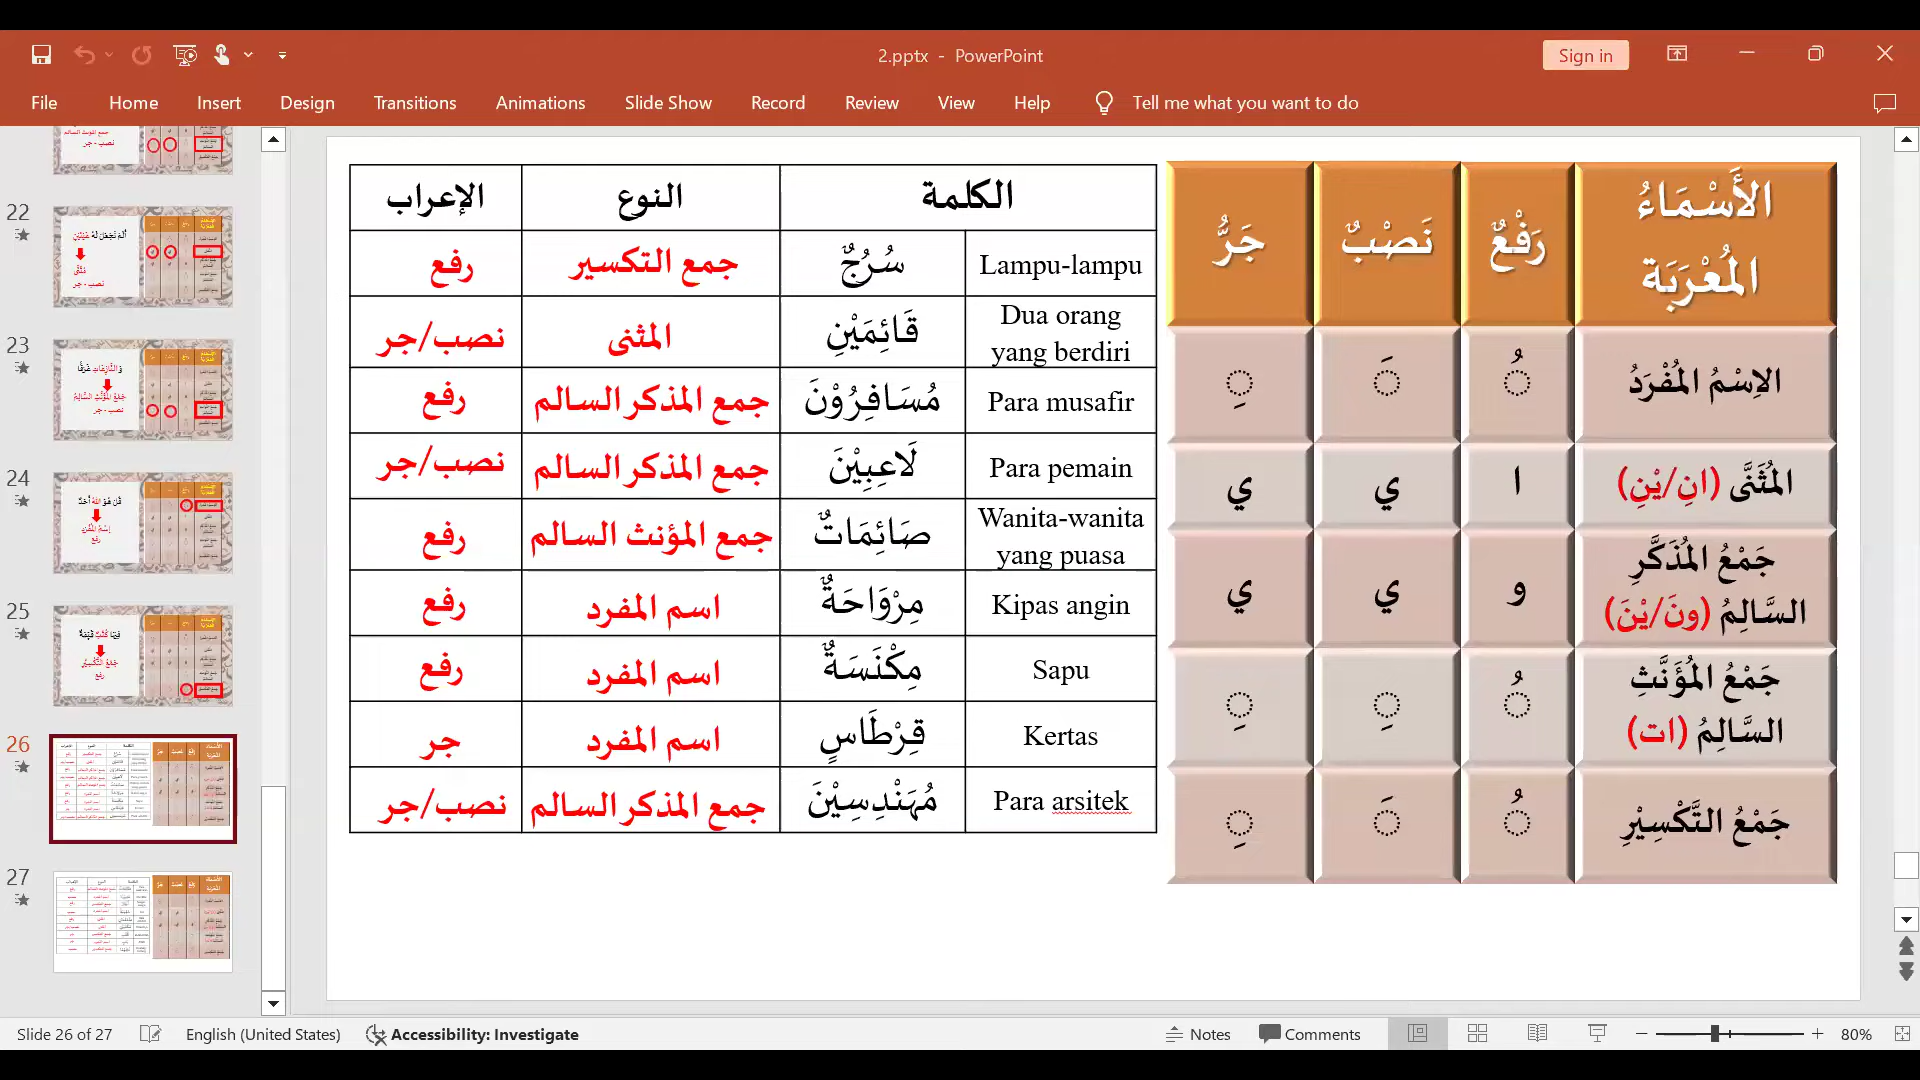 2.pptx - PowerPoint
Sign in
File Home Insert Design Transitions Animations Slide Show Record Review View Help Tell me what you want to do
22
23
24
25
26
27
الكلمة النوع الإعراب
Lampu-lampu سُرُجٌ جمع التكسير رفع
Dua orang
yang berdiri قَائِمَيْنِ المثنى نصب/جر
Para musafir مُسَافِرُوْنَ جمع المذكر السالم رفع
Para pemain لَاعِبِيْنَ جمع المذكر السالم نصب/جر
Wanita-wanita
yang puasa صَائِمَاتٌ جمع المؤنث السالم رفع
Kipas angin مِرْوَاحَةٌ اسم المفرد رفع
Sapu مِكْنَسَةٌ اسم المفرد رفع
Kertas قِرْطَاسٍ اسم المفرد جر
Para arsitek مُهَنْدِسِيْنَ جمع المذكر السالم نصب/جر
الأَسْمَاءُ
المُعْرَبَة رَفْعٌ نَصْبٌ جَرٌّ
الاِسْمُ المُفْرَدُ ◌ُ ◌َ ◌ِ
المُثَنَّى (انِ/يْنِ) ا ي ي
جَمْعُ المُذَكَّرِ
السَّالِمُ (ونَ/يْنَ) و ي ي
جَمْعُ المُؤَنَّثِ
السَّالِمُ (ات) ◌ُ ◌ِ ◌ِ
جَمْعُ التَّكْسِيْرِ ◌ُ ◌َ ◌ِ
Slide 26 of 27 English (United States) Accessibility: Investigate Notes Comments 80%